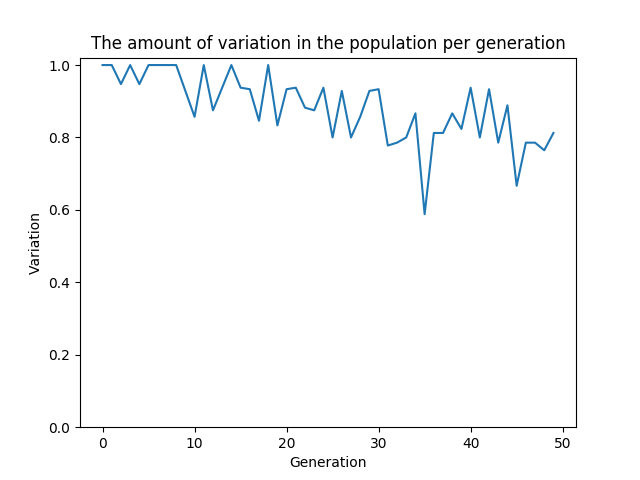 The amount of variation in the population per generation
1.0
0.8
0.6
0.4
0.2
0.0
Variation
0 10 20 30 40 50
Generation